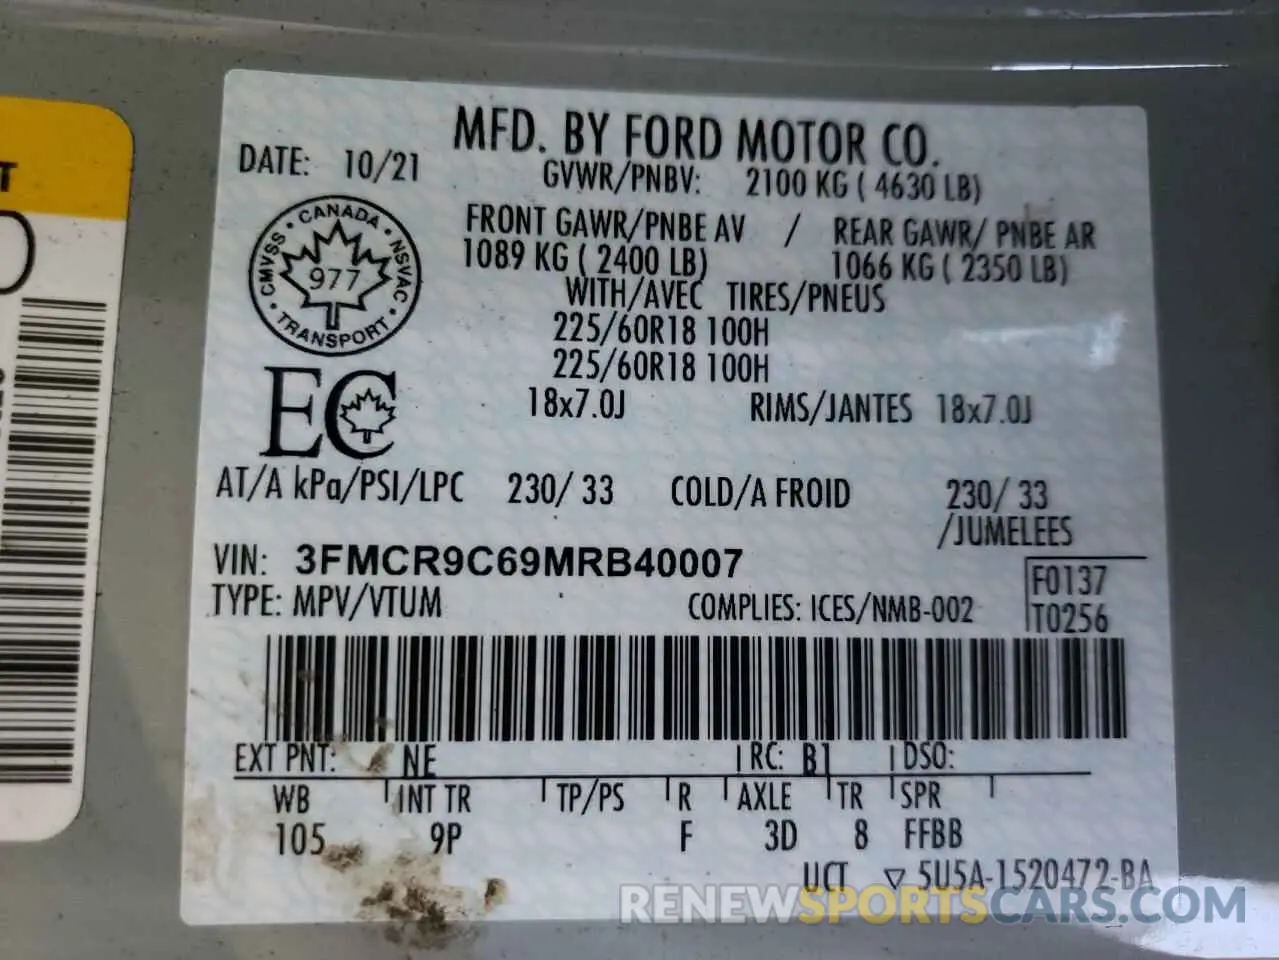 MFD. BY FORD MOTOR CO.
DATE: 10/21
GVWR/PNBV: 2100 KG ( 4630 LB)
FRONT GAWR/PNBE AV / REAR GAWR/ PNBE AR
1089 KG ( 2400 LB) 1066 KG ( 2350 LB)
WITH/AVEC TIRES/PNEUS
225/60R18 100H
225/60R18 100H
18x7.0J RIMS/JANTES 18x7.0J
CANADA
CMVSS • NSVAC
977
TRANSPORT
EC
AT/A kPa/PSI/LPC 230/ 33 COLD/A FROID 230/ 33
/JUMELEES
VIN: 3FMCR9C69MRB40007
F0137
TYPE: MPV/VTUM COMPLIES: ICES/NMB-002
T0256
EXT PNT: NE RC: B1 DSO:
WB INT TR TP/PS R AXLE TR SPR
105 9P F 3D 8 FFBB
UCT ▽ 5U5A-1520472-BA
RENEWSPORTSCARS.COM